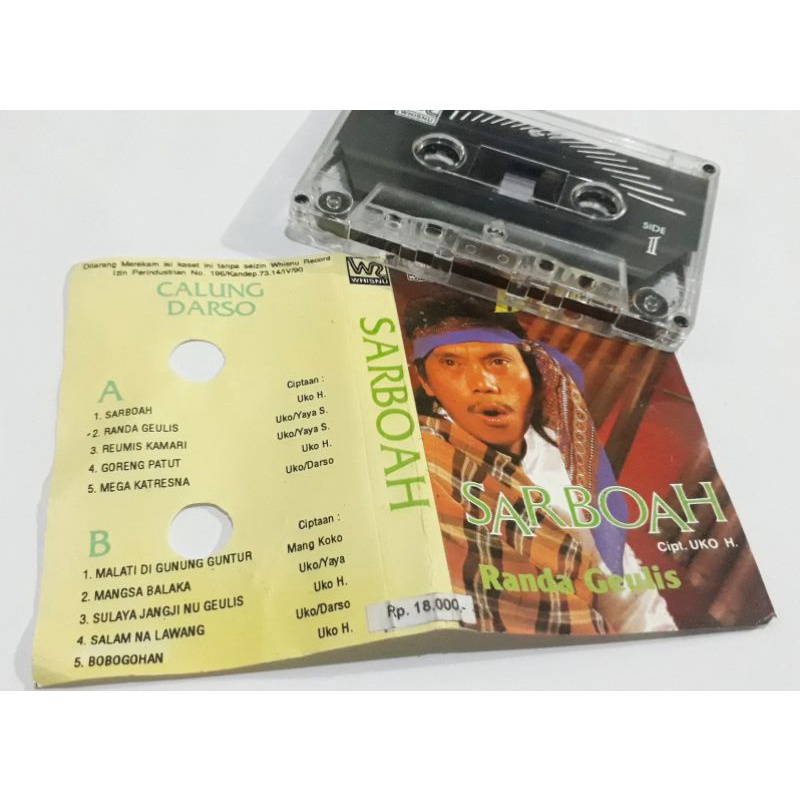 Dilarang Merekam isi kaset ini tanpa seizin Whisnu Record
Izin Perindustrian No. 196/Kandep.73.14/IV/90
CALUNG
DARSO
A
Ciptaan :
1. SARBOAH Uko H.
2. RANDA GEULIS Uko/Yaya S.
3. REUMIS KAMARI Uko/Yaya S.
4. GORENG PATUT Uko H.
5. MEGA KATRESNA Uko/Darso
B
Ciptaan :
1. MALATI DI GUNUNG GUNTUR Mang Koko
2. MANGSA BALAKA Uko/Yaya
3. SULAYA JANGJI NU GEULIS Uko H.
4. SALAM NA LAWANG Uko/Darso
5. BOBOGOHAN Uko H.
WHISNU
SARBOAH
Rp. 18.000,-
SARBOAH
Cipt. UKO H.
Randa Geulis
WHISNU
SIDE
II